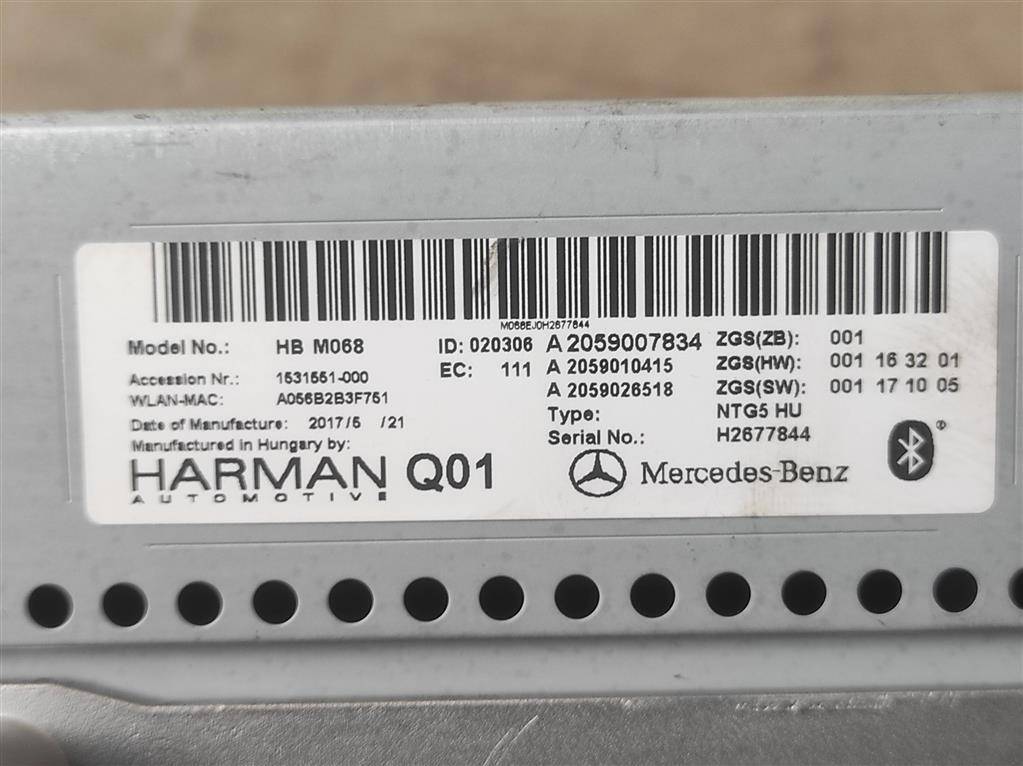 M068EJ0H2677844
Model No.: HB M068 ID: 020306 A 2059007834 ZGS(ZB): 001
EC: 111 A 2059010415 ZGS(HW): 001 16 32 01
Accession Nr.: 1531551-000 A 2059026518 ZGS(SW): 001 17 10 05
WLAN-MAC: A056B2B3F751 Type: NTG5 HU
Date of Manufacture: 2017/5 /21 Serial No.: H2677844
Manufactured in Hungary by:
HARMAN Q01 Mercedes-Benz
AUTOMOTIVE